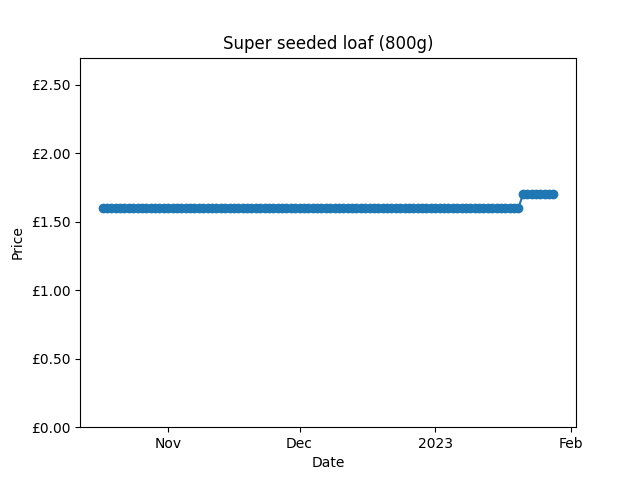 Super seeded loaf (800g)
£2.50
£2.00
£1.50
£1.00
£0.50
£0.00
Price
Nov Dec 2023 Feb
Date